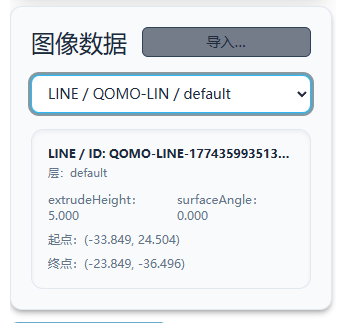 图像数据
导入...
LINE / QOMO-LIN / default
LINE / ID: QOMO-LINE-177435993513...
层：default
extrudeHeight： surfaceAngle：
5.000 0.000
起点：(-33.849, 24.504)
终点：(-23.849, -36.496)